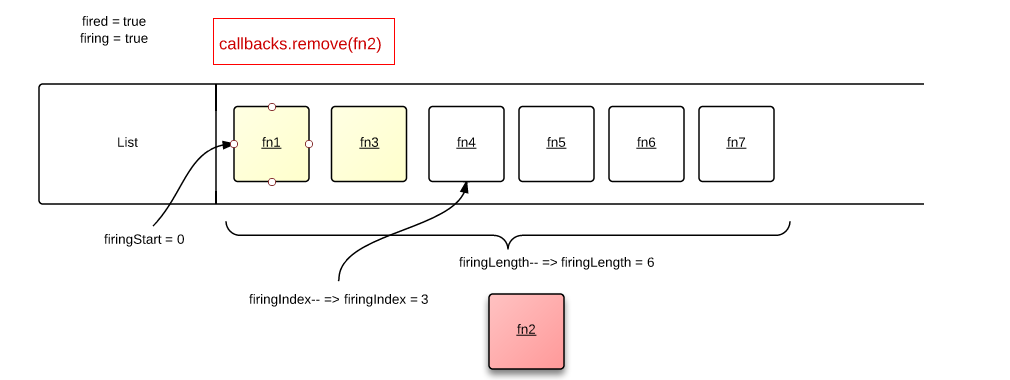 fired = true
firing = true
callbacks.remove(fn2)
List
fn1
fn3
fn4
fn5
fn6
fn7
firingStart = 0
firingLength-- => firingLength = 6
firingIndex-- => firingIndex = 3
fn2